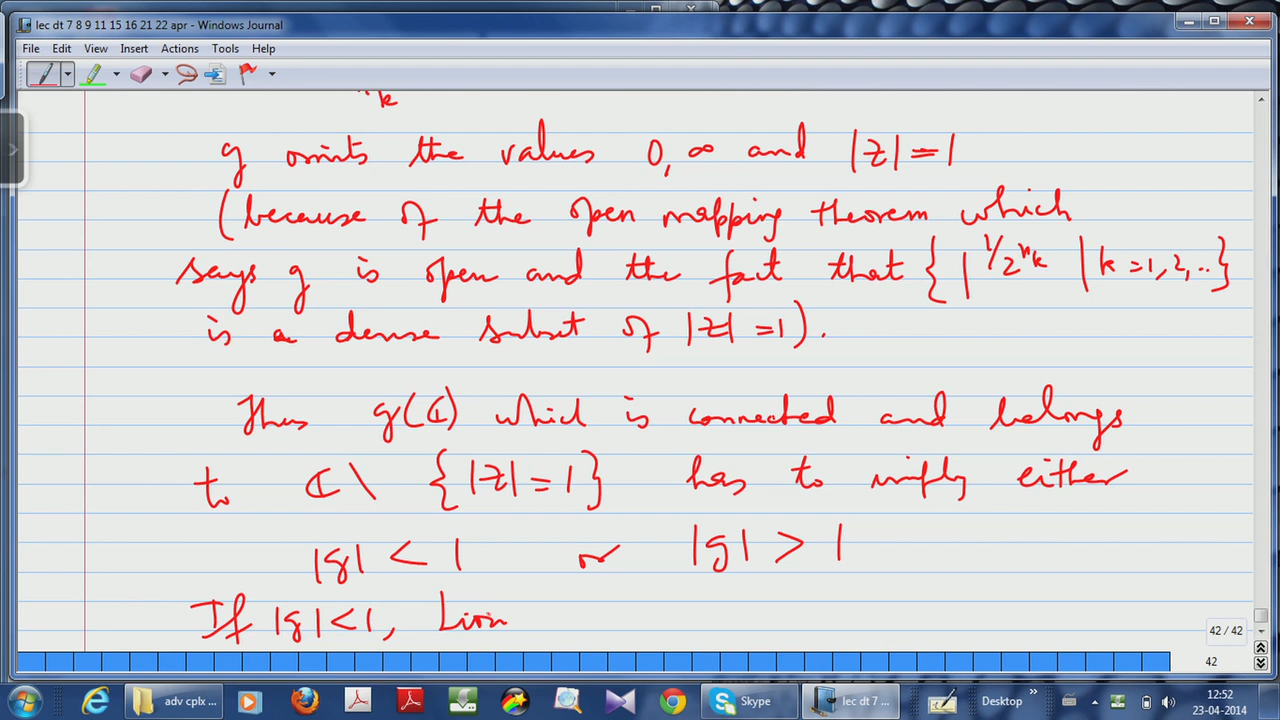 lec dt 7 8 9 11 15 16 21 22 apr - Windows Journal
File Edit View Insert Actions Tools Help
g omits the values 0, ∞ and |z| = 1
(because of the open mapping theorem which
says g is open and the fact that { 1^{1/2^{n_k}} | k = 1, 2, .. }
is a dense subset of |z| = 1).
Thus g(ℂ) which is connected and belongs
to ℂ \ {|z| = 1} has to imply either
|g| < 1 or |g| > 1
If |g| < 1, Liou
42 / 42
42
adv cplx ... Skype lec dt 7 ... Desktop 12:52
23-04-2014